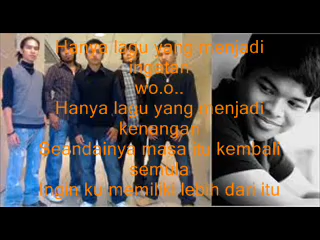 Hanya lagu yang menjadi
ingatan
wo.o..
Hanya lagu yang menjadi
kenangan
Seandainya masa itu kembali
semula
Ingin ku memiliki lebih dari itu